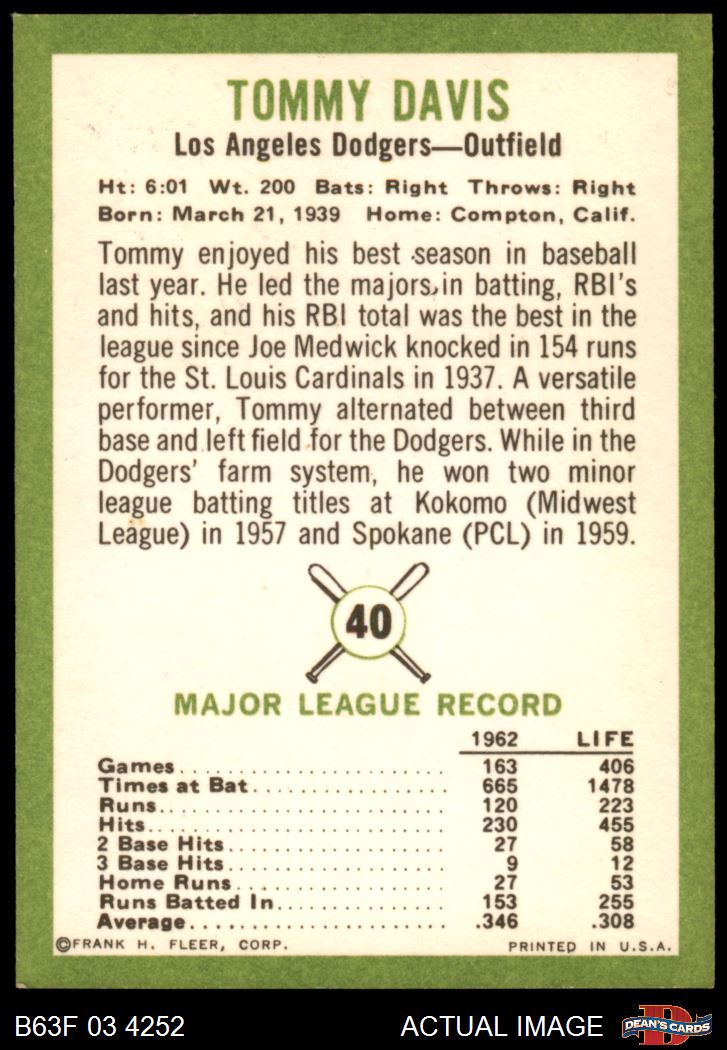 TOMMY DAVIS
Los Angeles Dodgers—Outfield
Ht: 6:01 Wt. 200 Bats: Right Throws: Right
Born: March 21, 1939 Home: Compton, Calif.
Tommy enjoyed his best season in baseball
last year. He led the majors, in batting, RBI's
and hits, and his RBI total was the best in the
league since Joe Medwick knocked in 154 runs
for the St. Louis Cardinals in 1937. A versatile
performer, Tommy alternated between third
base and left field for the Dodgers. While in the
Dodgers' farm system, he won two minor
league batting titles at Kokomo (Midwest
League) in 1957 and Spokane (PCL) in 1959.
40
MAJOR LEAGUE RECORD
1962 LIFE
Games 163 406
Times at Bat 665 1478
Runs 120 223
Hits 230 455
2 Base Hits 27 58
3 Base Hits 9 12
Home Runs 27 53
Runs Batted In 153 255
Average .346 .308
©FRANK H. FLEER, CORP. PRINTED IN U.S.A.
B63F 03 4252 ACTUAL IMAGE D DEAN'S CARDS